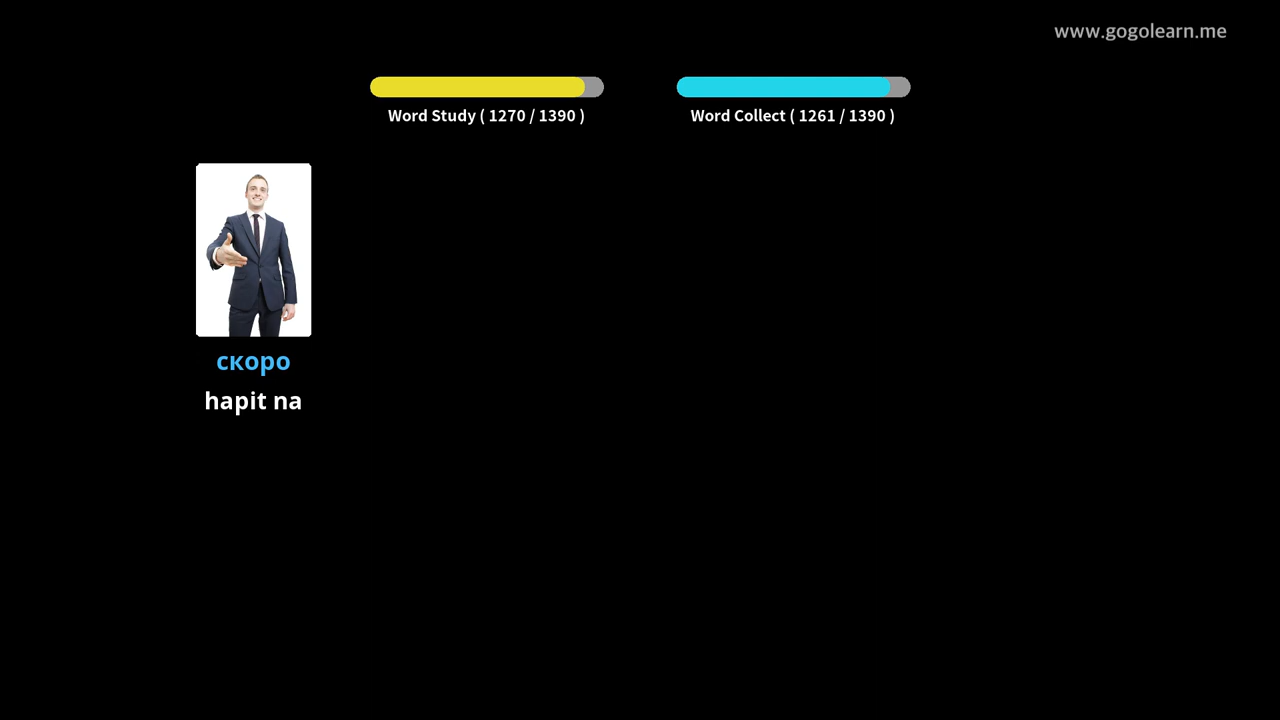 www.gogolearn.me
Word Study ( 1270 / 1390 )
Word Collect ( 1261 / 1390 )
скоро
hapit na